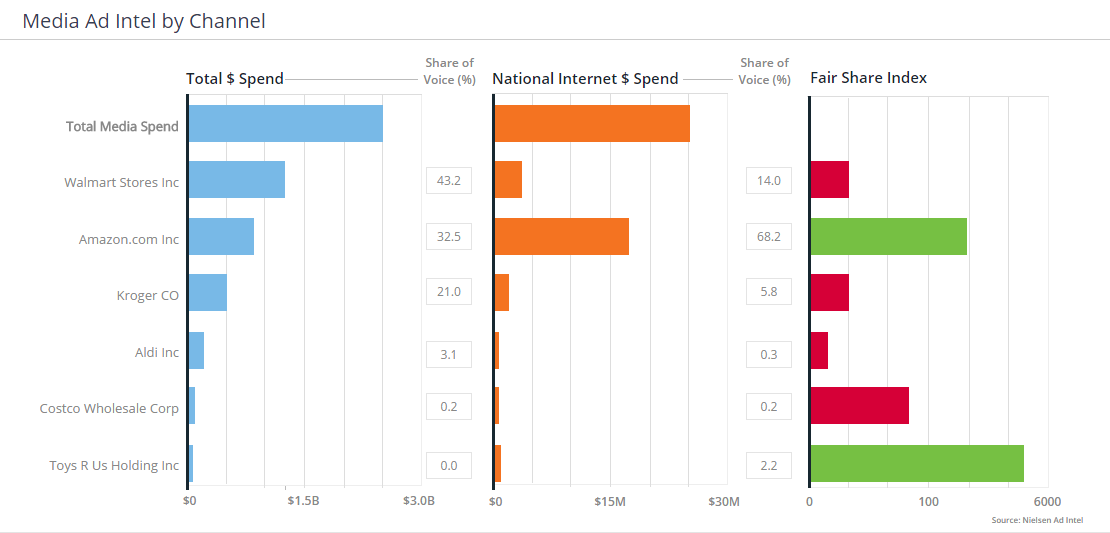 Media Ad Intel by Channel
Total $ Spend
Share of
Voice (%)
National Internet $ Spend
Share of
Voice (%)
Fair Share Index
Total Media Spend
Walmart Stores Inc 43.2 14.0
Amazon.com Inc 32.5 68.2
Kroger CO 21.0 5.8
Aldi Inc 3.1 0.3
Costco Wholesale Corp 0.2 0.2
Toys R Us Holding Inc 0.0 2.2
$0 $1.5B $3.0B $0 $15M $30M 0 100 6000
Source: Nielsen Ad Intel